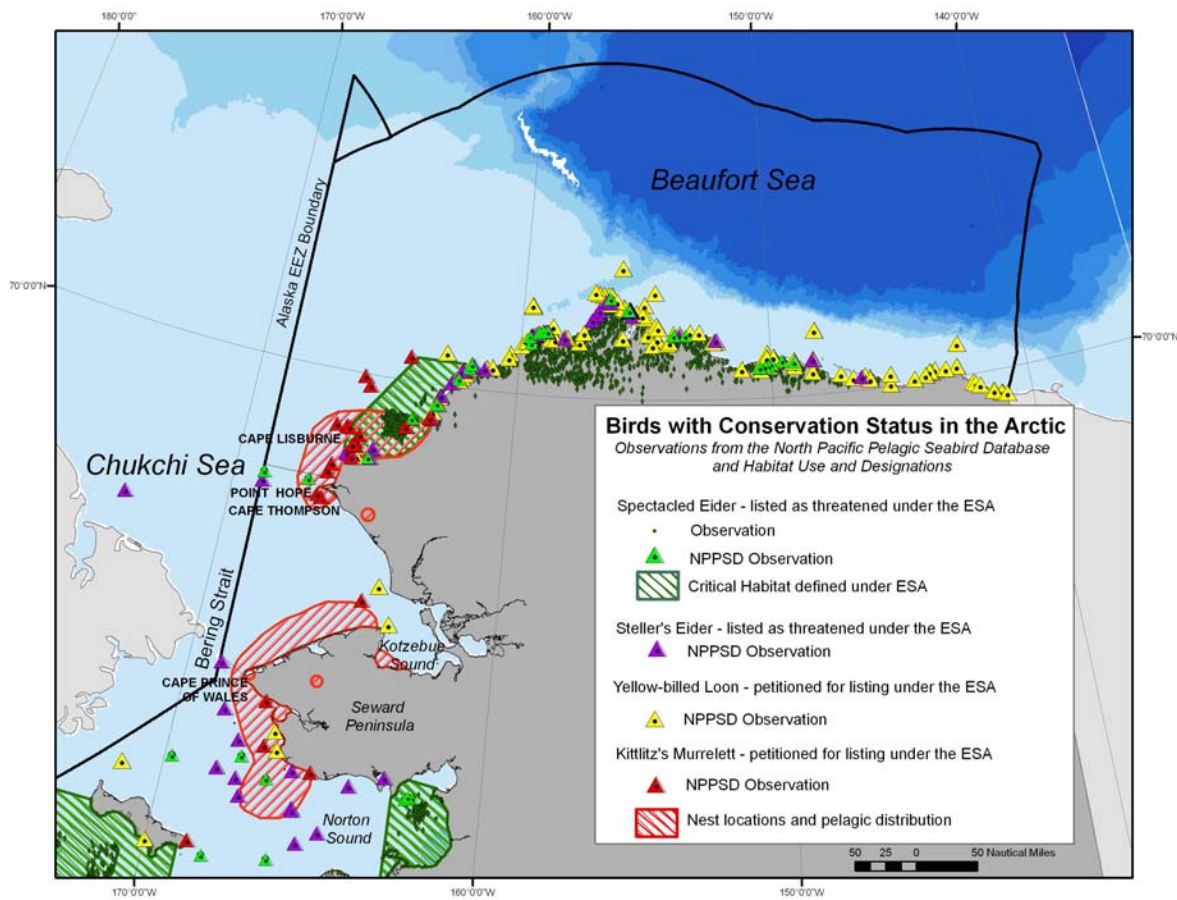 180°0'0"W
170°0'0"W
160°0'0"W
150°0'0"W
140°0'0"W
Beaufort Sea
Alaska EEZ Boundary
70°0'0"N
70°0'0"N
CAPE LISBURNE
Chukchi Sea
POINT HOPE
CAPE THOMPSON
Bering Strait
Kotzebue
Sound
CAPE PRINCE
OF WALES
Seward
Peninsula
Norton
Sound
Birds with Conservation Status in the Arctic
Observations from the North Pacific Pelagic Seabird Database
and Habitat Use and Designations
Spectacled Eider - listed as threatened under the ESA
Observation
NPPSD Observation
Critical Habitat defined under ESA
Steller's Eider - listed as threatened under the ESA
NPPSD Observation
Yellow-billed Loon - petitioned for listing under the ESA
NPPSD Observation
Kittlitz's Murrelett - petitioned for listing under the ESA
NPPSD Observation
Nest locations and pelagic distribution
50 25 0 50 Nautical Miles
170°0'0"W
160°0'0"W
150°0'0"W